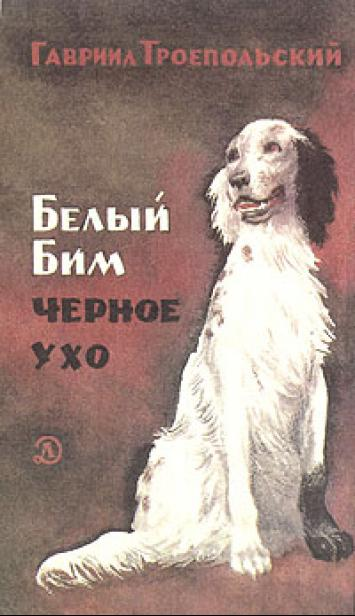 Гавриил Троепольский
Белый
Бим
черное
ухо
Д